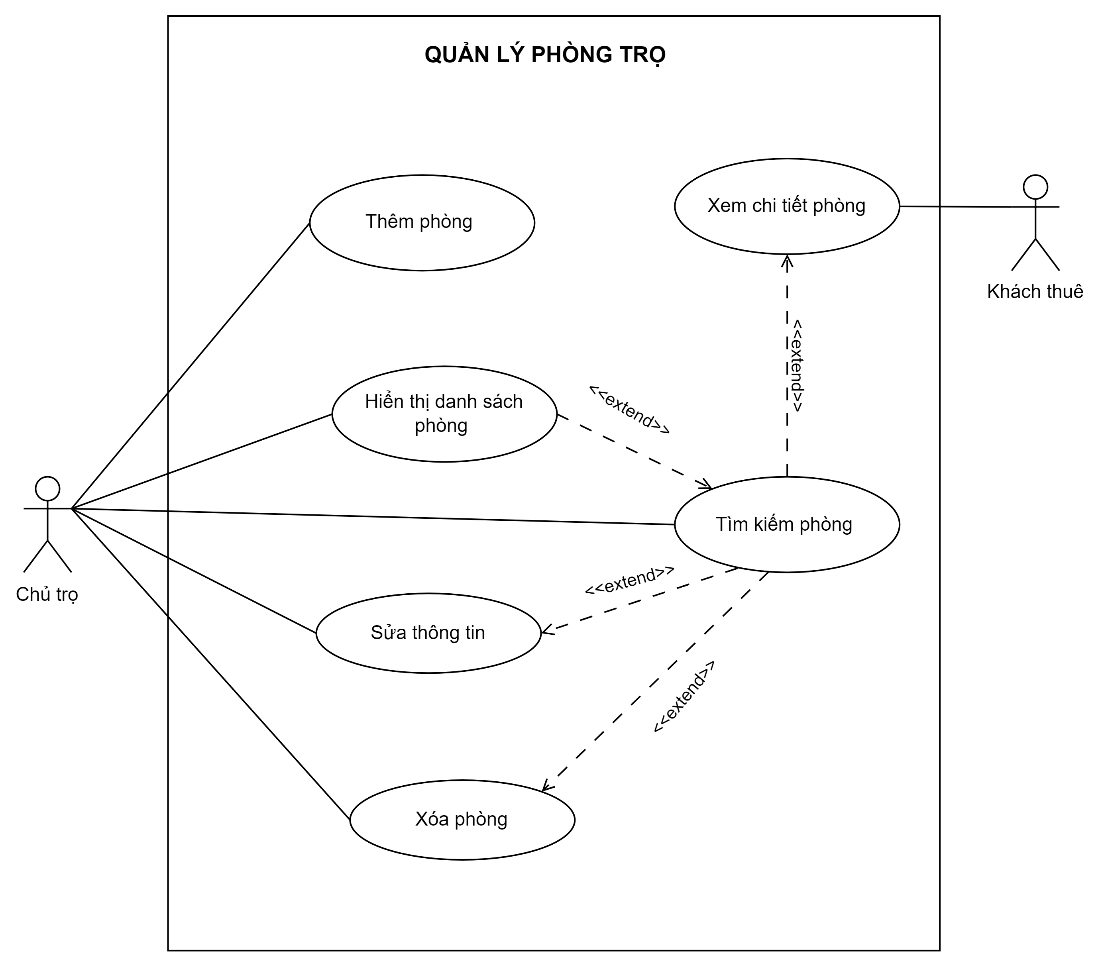 QUẢN LÝ PHÒNG TRỌ
Thêm phòng
Xem chi tiết phòng
Khách thuê
<<extend>>
Hiển thị danh sách
phòng
<<extend>>
Chủ trọ
Tìm kiếm phòng
<<extend>>
Sửa thông tin
<<extend>>
Xóa phòng